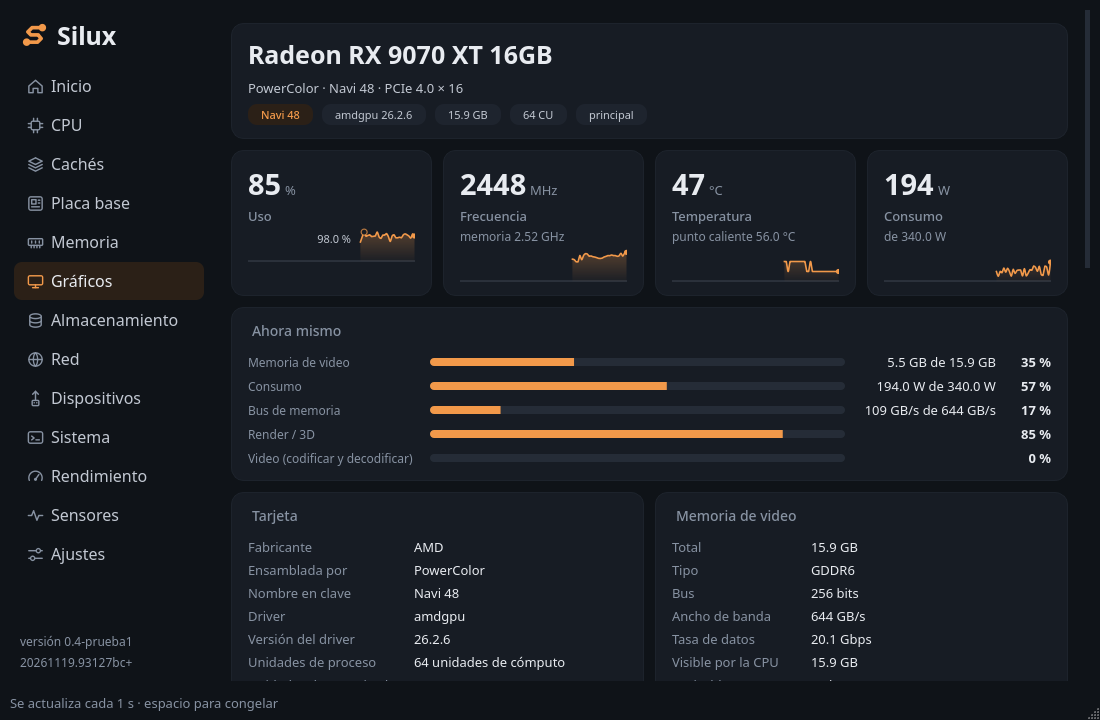 Silux
Inicio
CPU
Cachés
Placa base
Memoria
Gráficos
Almacenamiento
Red
Dispositivos
Sistema
Rendimiento
Sensores
Ajustes
versión 0.4-prueba1
20261119.93127bc+
Radeon RX 9070 XT 16GB
PowerColor · Navi 48 · PCIe 4.0 × 16
Navi 48 amdgpu 26.2.6 15.9 GB 64 CU principal
85 %
Uso
98.0 %
2448 MHz
Frecuencia
memoria 2.52 GHz
47 °C
Temperatura
punto caliente 56.0 °C
194 W
Consumo
de 340.0 W
Ahora mismo
Memoria de video 5.5 GB de 15.9 GB 35 %
Consumo 194.0 W de 340.0 W 57 %
Bus de memoria 109 GB/s de 644 GB/s 17 %
Render / 3D 85 %
Video (codificar y decodificar) 0 %
Tarjeta
Fabricante AMD
Ensamblada por PowerColor
Nombre en clave Navi 48
Driver amdgpu
Versión del driver 26.2.6
Unidades de proceso 64 unidades de cómputo
Memoria de video
Total 15.9 GB
Tipo GDDR6
Bus 256 bits
Ancho de banda 644 GB/s
Tasa de datos 20.1 Gbps
Visible por la CPU 15.9 GB
Se actualiza cada 1 s · espacio para congelar